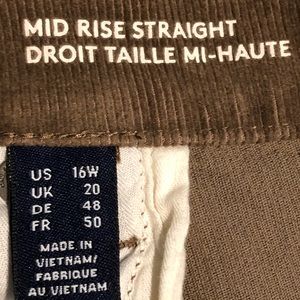 MID RISE STRAIGHT
DROIT TAILLE MI-HAUTE
US 16W
UK 20
DE 48
FR 50
MADE IN
VIETNAM/
FABRIQUÉ
AU VIETNAM